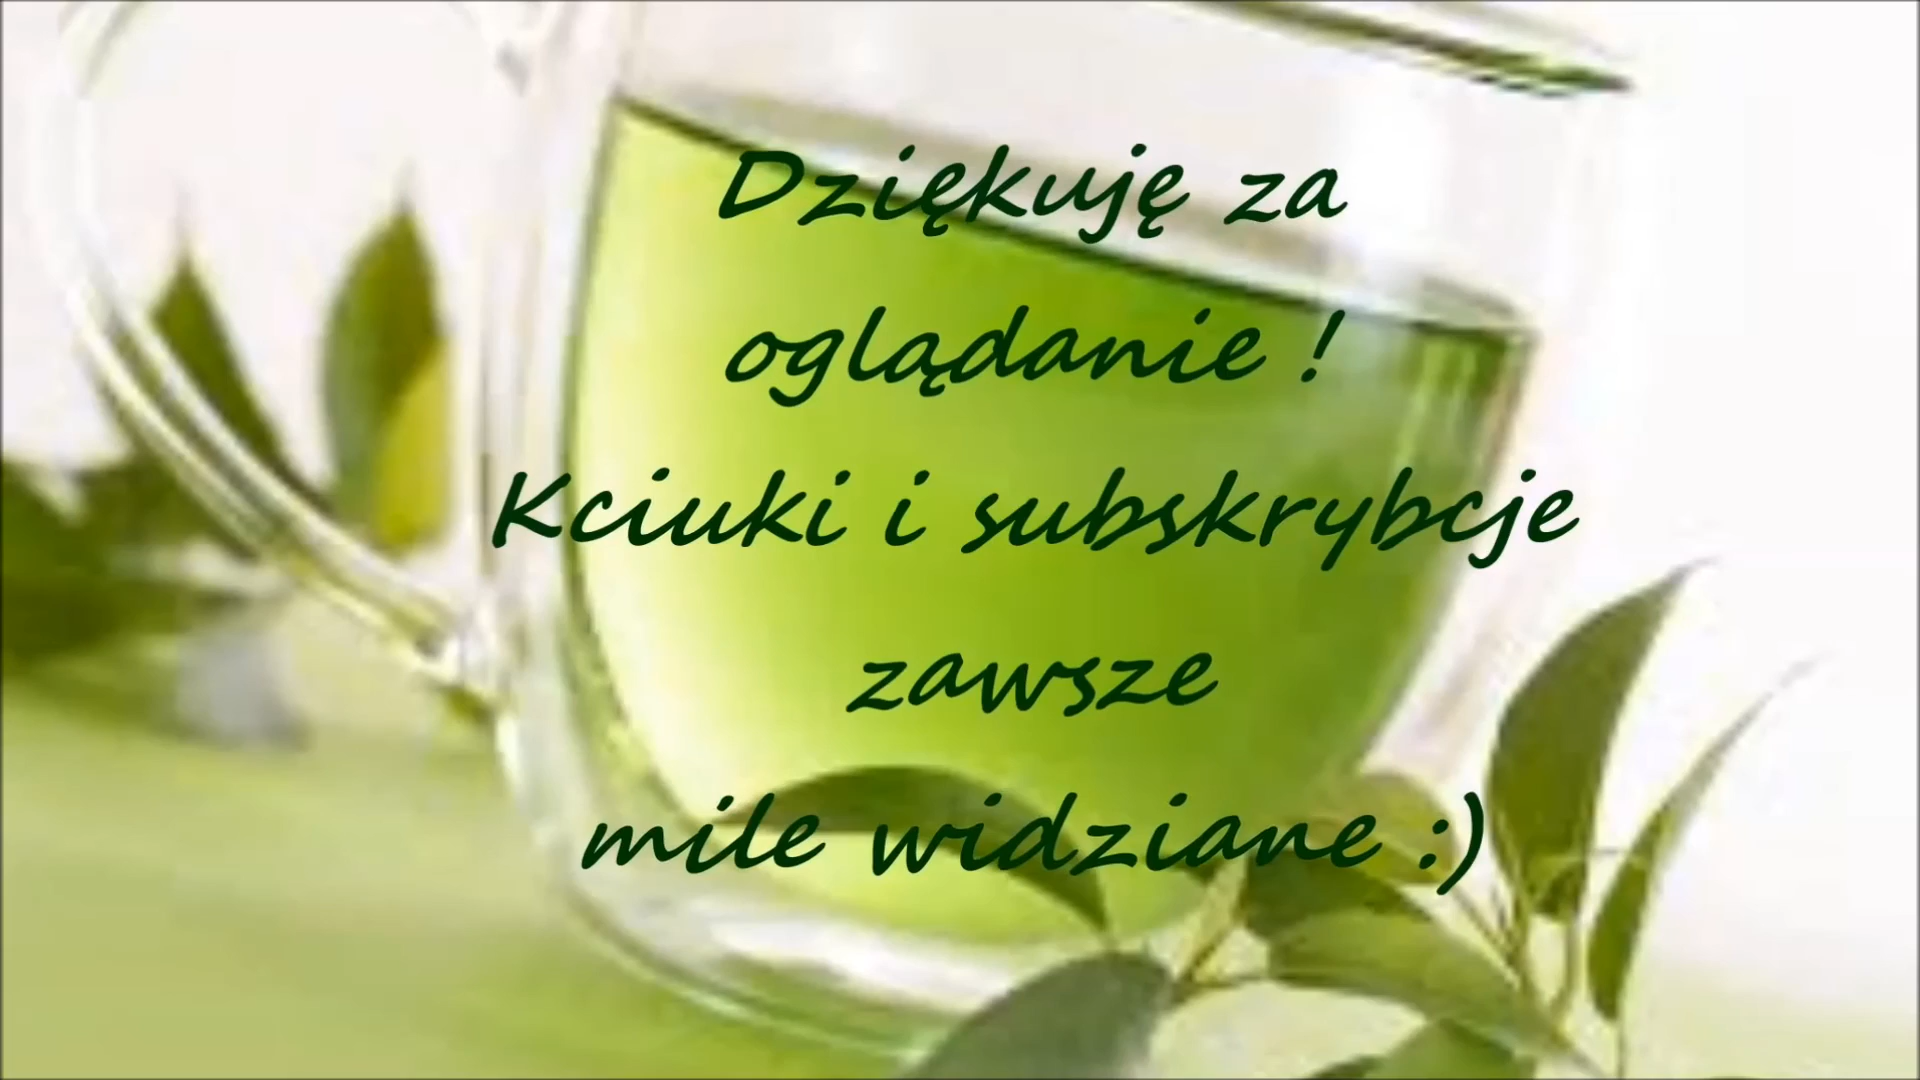 Dziękuję za
oglądanie !
Kciuki i subskrybcje
zawsze
mile widziane :)